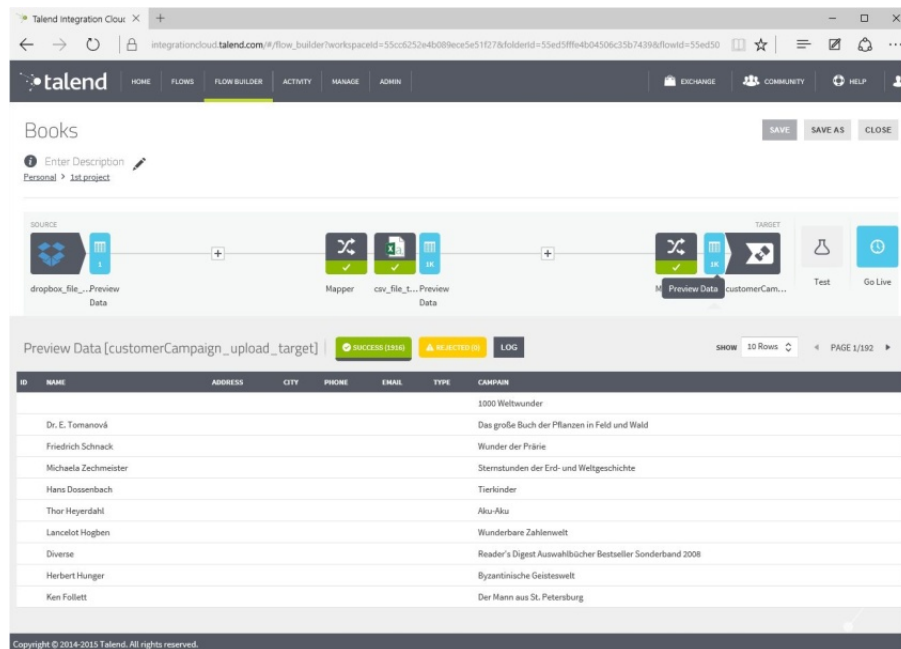 Talend Integration Clouc
integrationcloud.talend.com/#/flow_builder?workspaceId=55cc6252e4b089ece5e51f27&folderId=55ed5fffe4b04506c35b7439&flowId=55ed50
talend HOME FLOWS FLOW BUILDER ACTIVITY MANAGE ADMIN EXCHANGE COMMUNITY HELP
Books SAVE SAVE AS CLOSE
Enter Description
Personal > 1st project
SOURCE TARGET
1 1K 1K
dropbox_file_... Preview Data Mapper csv_file_t... Preview Data M Preview Data customerCam... Test Go Live
Preview Data [customerCampaign_upload_target] SUCCESS (1916) REJECTED (0) LOG SHOW 10 Rows PAGE 1/192
ID NAME ADDRESS CITY PHONE EMAIL TYPE CAMPAIN
1000 Weltwunder
Dr. E. Tomanová Das große Buch der Pflanzen in Feld und Wald
Friedrich Schnack Wunder der Prärie
Michaela Zechmeister Sternstunden der Erd- und Weltgeschichte
Hans Dossenbach Tierkinder
Thor Heyerdahl Aku-Aku
Lancelot Hogben Wunderbare Zahlenwelt
Diverse Reader's Digest Auswahlbücher Bestseller Sonderband 2008
Herbert Hunger Byzantinische Geisteswelt
Ken Follett Der Mann aus St. Petersburg
Copyright © 2014-2015 Talend. All rights reserved.